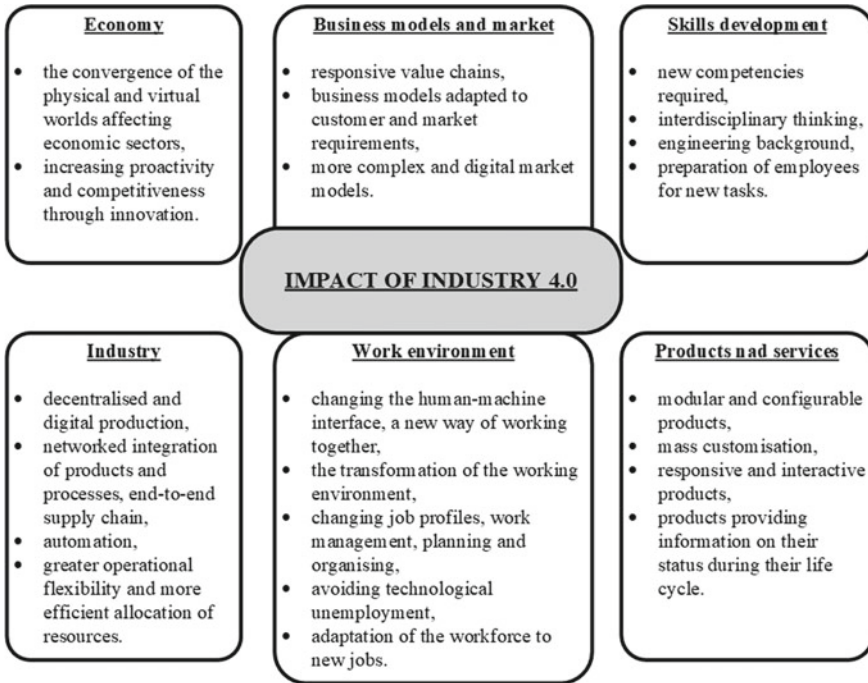 Economy
• the convergence of the
physical and virtual
worlds affecting
economic sectors,
• increasing proactivity
and competitiveness
through innovation.
Business models and market
• responsive value chains,
• business models adapted to
customer and market
requirements,
• more complex and digital market
models.
Skills development
• new competencies
required,
• interdisciplinary thinking,
• engineering background,
• preparation of employees
for new tasks.
IMPACT OF INDUSTRY 4.0
Industry
• decentralised and
digital production,
• networked integration
of products and
processes, end-to-end
supply chain,
• automation,
• greater operational
flexibility and more
efficient allocation of
resources.
Work environment
• changing the human-machine
interface, a new way of working
together,
• the transformation of the working
environment,
• changing job profiles, work
management, planning and
organising,
• avoiding technological
unemployment,
• adaptation of the workforce to
new jobs.
Products nad services
• modular and configurable
products,
• mass customisation,
• responsive and interactive
products,
• products providing
information on their
status during their life
cycle.